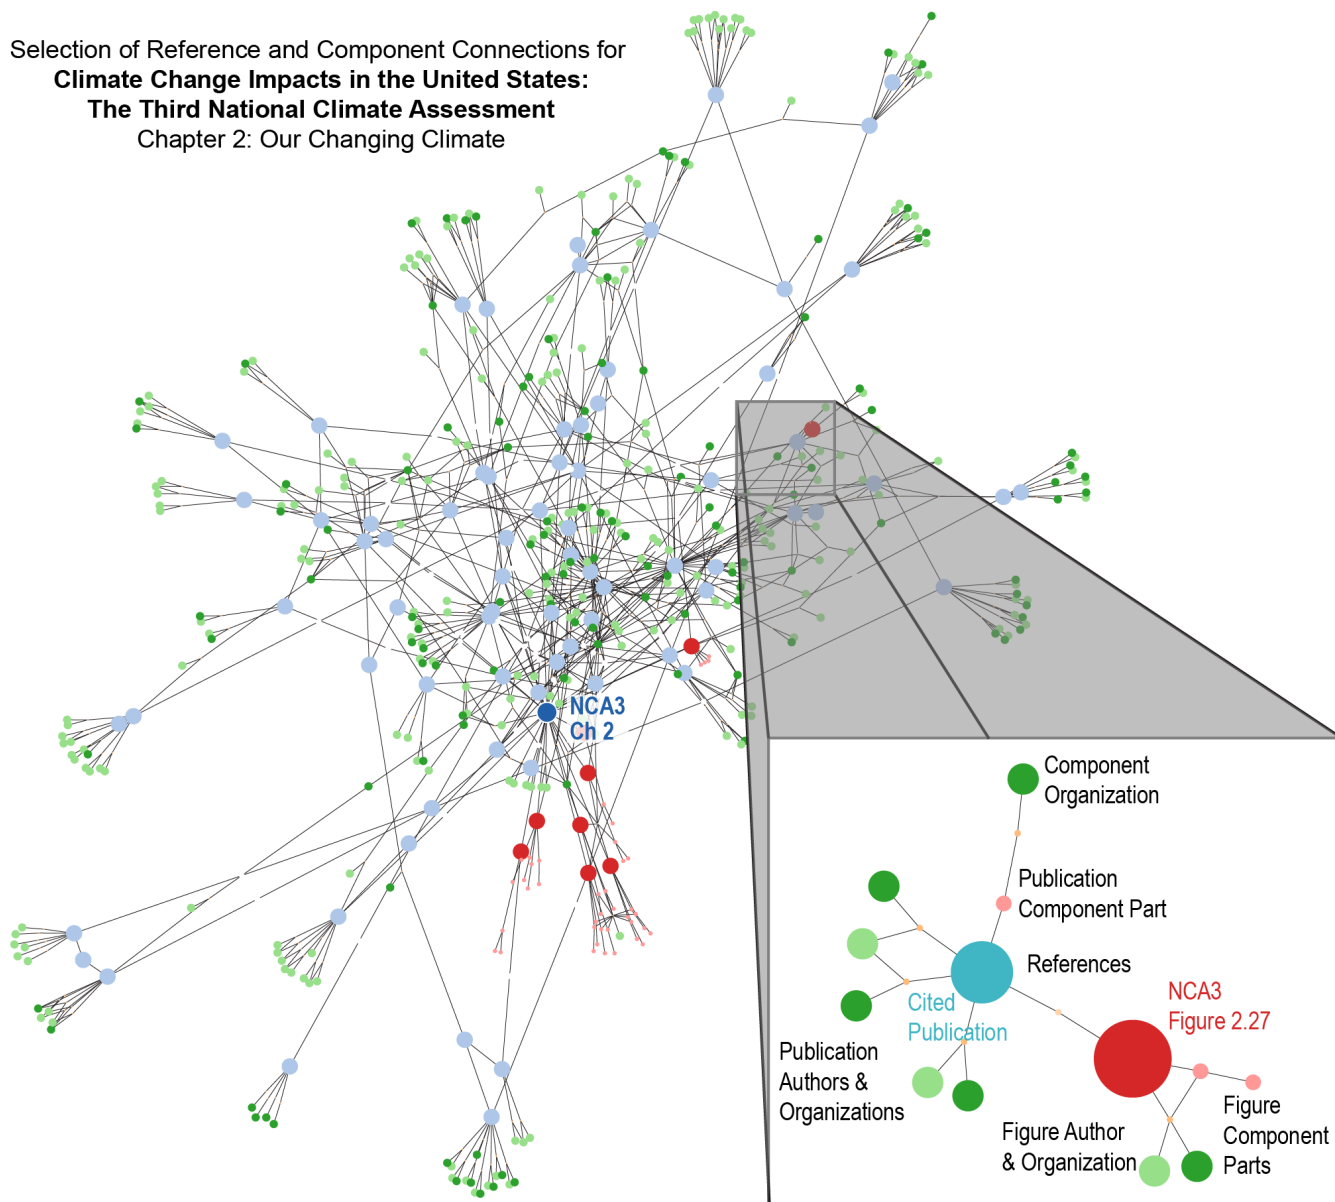 Selection of Reference and Component Connections for
Climate Change Impacts in the United States:
The Third National Climate Assessment
Chapter 2: Our Changing Climate
NCA3
Ch 2
Component
Organization
Publication
Component Part
References
Cited
Publication
NCA3
Figure 2.27
Publication
Authors &
Organizations
Figure Author
& Organization
Figure
Component
Parts